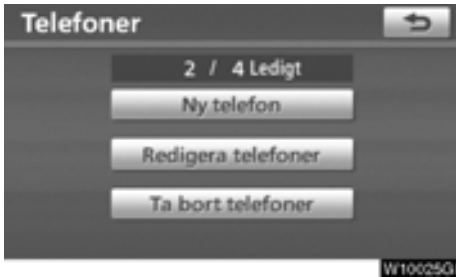 Telefoner
2 / 4 Ledigt
Ny telefon
Redigera telefoner
Ta bort telefoner
W10025G